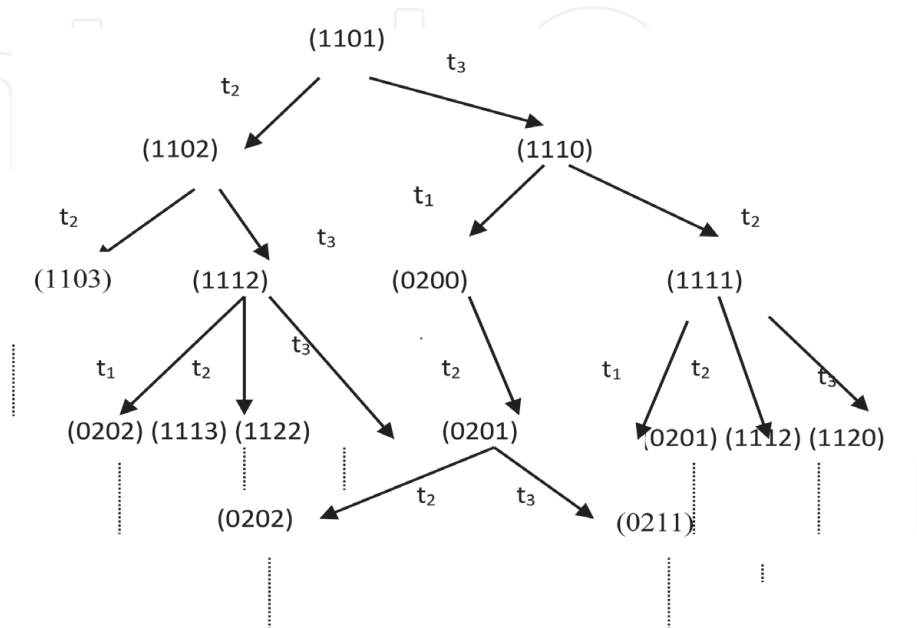 (1101)
t₃
t₂
(1102) (1110)
t₁
t₂ t₂
t₃
(1103) (1112) (0200) (1111)
t₁ t₂ t₃ t₂ t₁ t₂ t₃
(0202) (1113) (1122) (0201) (0201) (1112) (1120)
t₂ t₃
(0202) (0211)